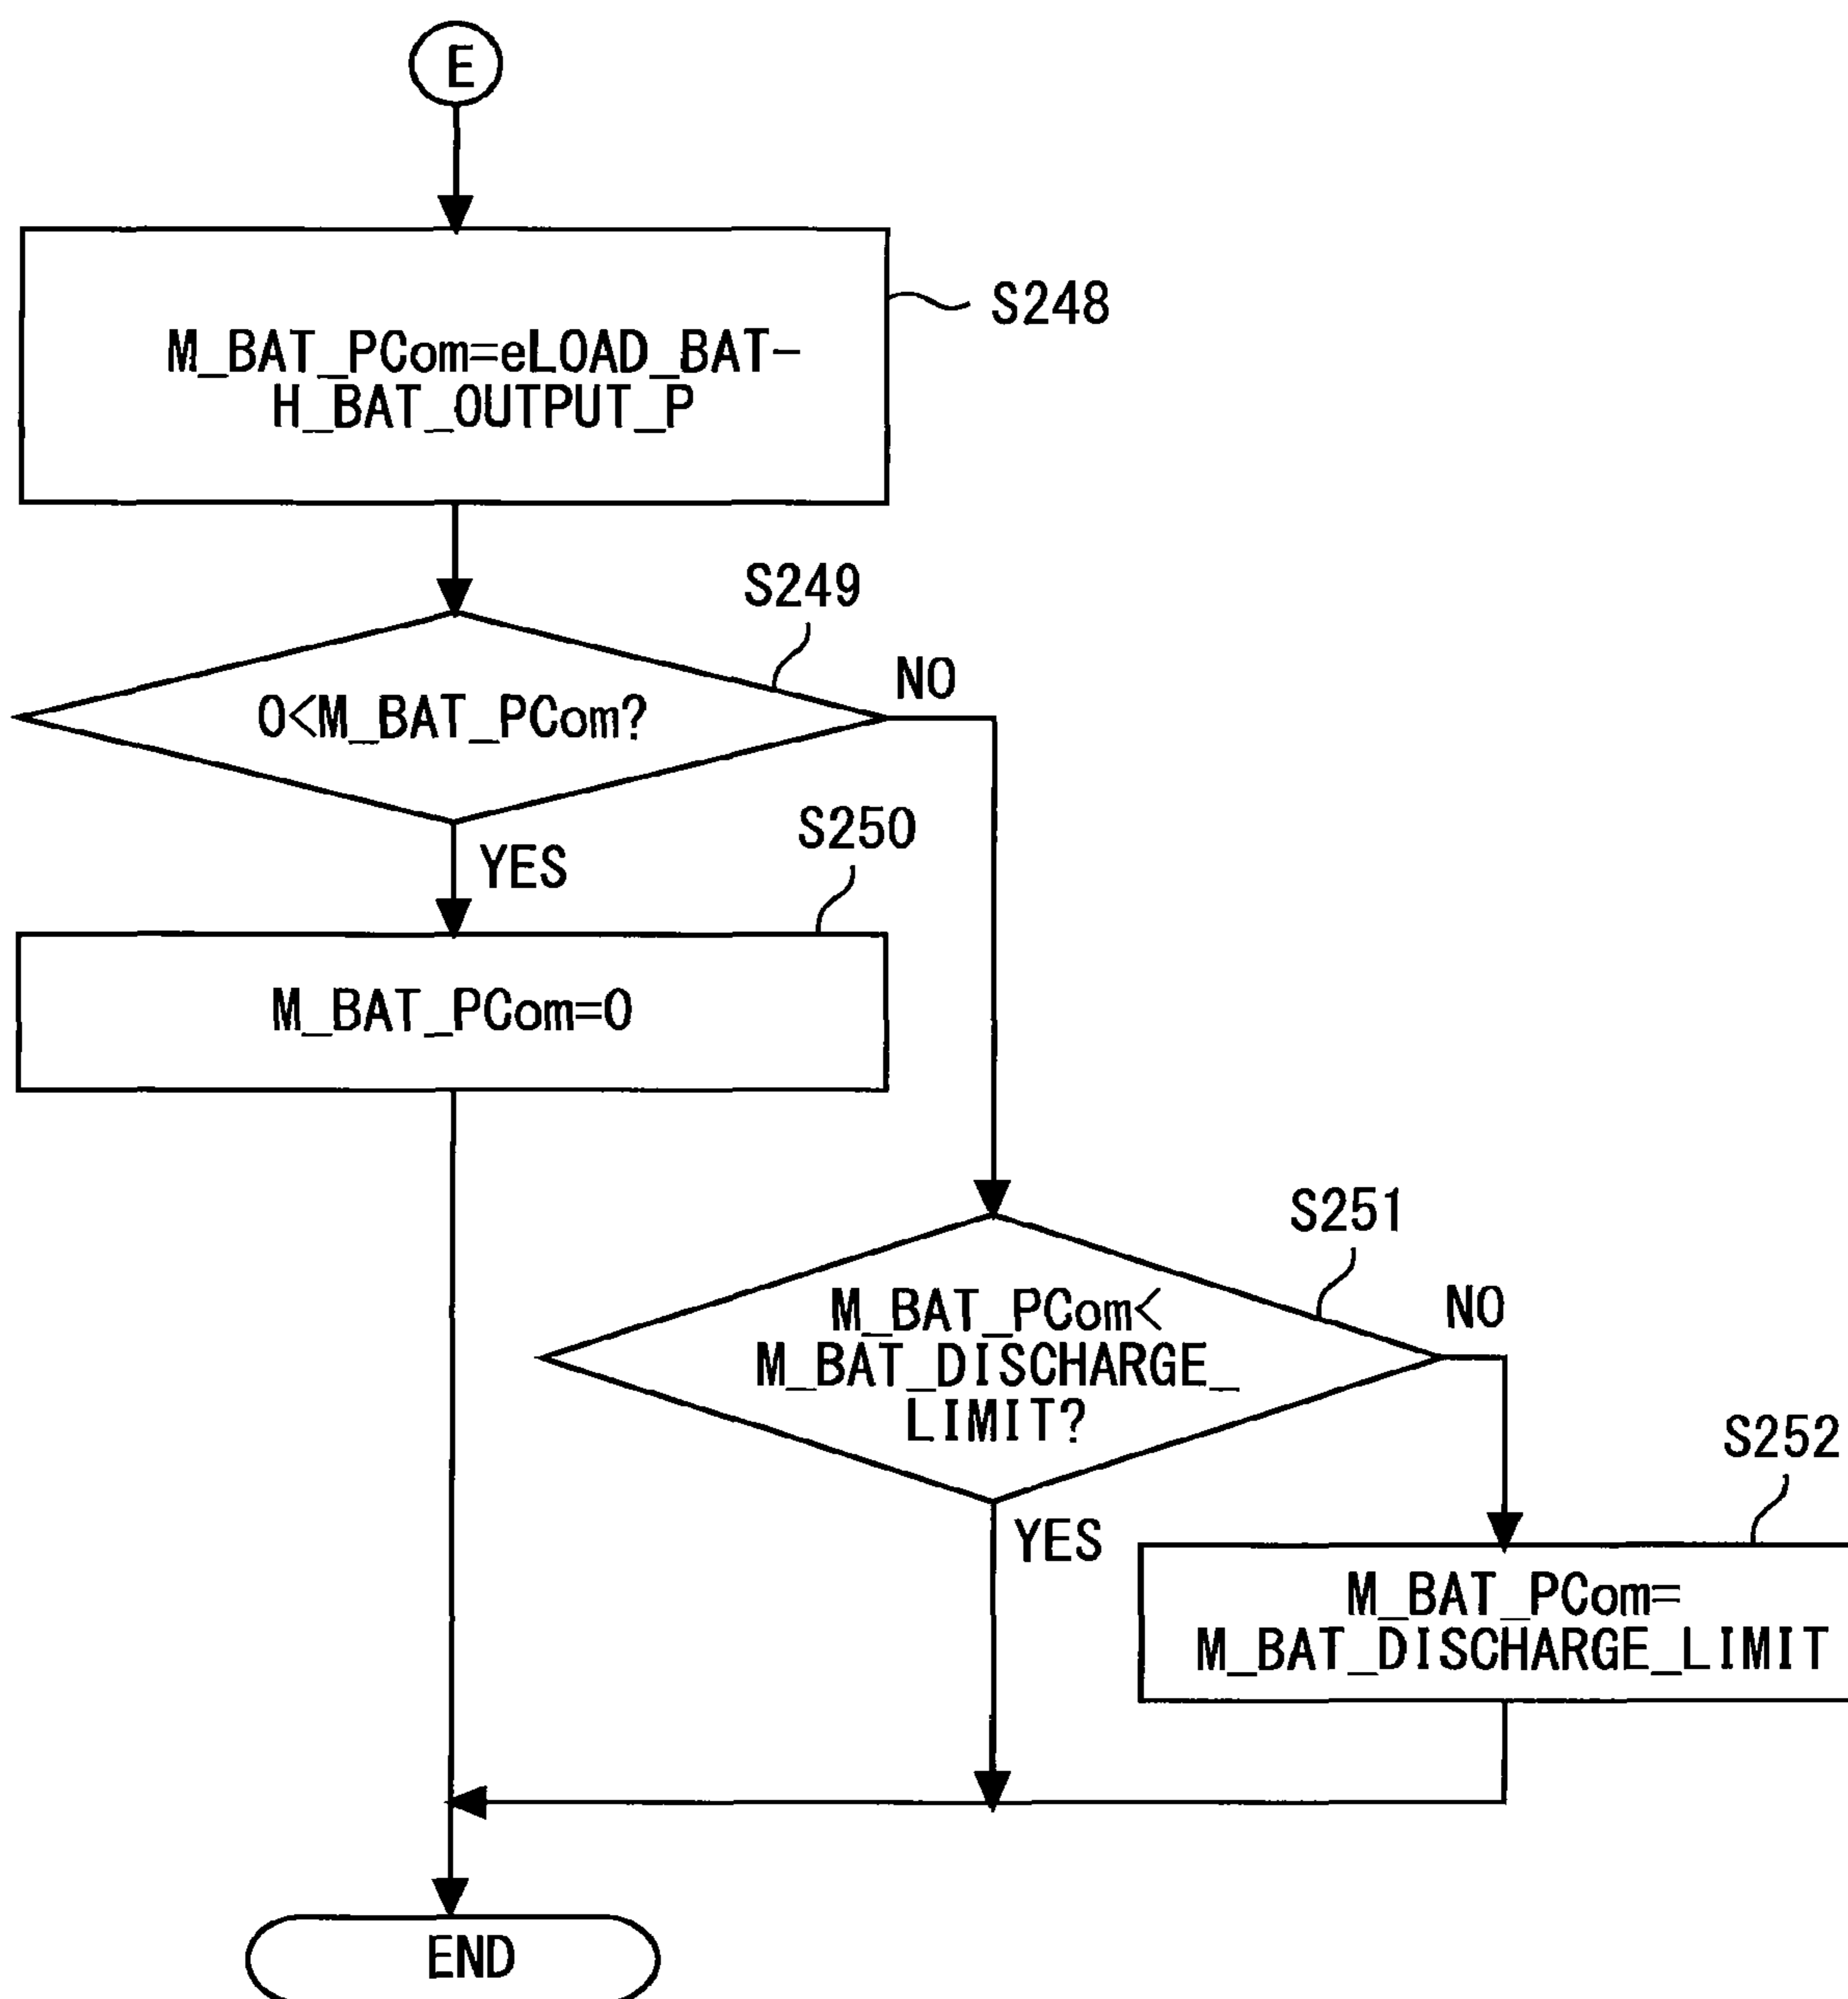 E
M_BAT_PCom=eLOAD_BAT-
H_BAT_OUTPUT_P
S248
S249
0<M_BAT_PCom?
NO
YES
S250
M_BAT_PCom=0
S251
M_BAT_PCom<
M_BAT_DISCHARGE_
LIMIT?
NO
YES
S252
M_BAT_PCom=
M_BAT_DISCHARGE_LIMIT
END